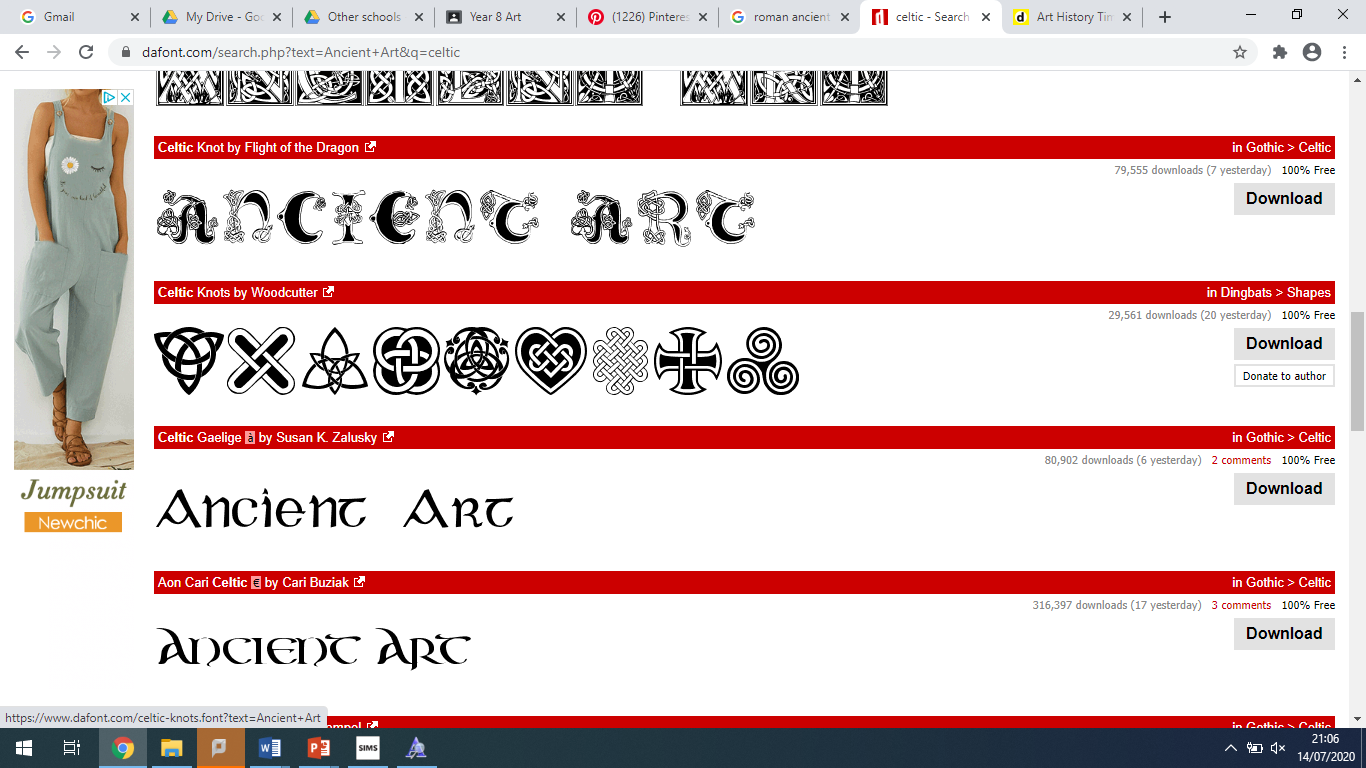 Gmail
My Drive - Goo
Other schools
Year 8 Art
(1226) Pinteres
roman ancient
celtic - Search
Art History Tim
dafont.com/search.php?text=Ancient+Art&q=celtic
ANCIENT ART
Celtic Knot by Flight of the Dragon
in Gothic > Celtic
79,555 downloads (7 yesterday) 100% Free
Download
ANCIENT ART
Celtic Knots by Woodcutter
in Dingbats > Shapes
29,561 downloads (20 yesterday) 100% Free
Download
Donate to author
Celtic Gaelige à by Susan K. Zalusky
in Gothic > Celtic
80,902 downloads (6 yesterday) 2 comments 100% Free
Download
Ancient Art
Aon Cari Celtic € by Cari Buziak
in Gothic > Celtic
316,397 downloads (17 yesterday) 3 comments 100% Free
Download
Ancient Art
in Gothic > Celtic
Jumpsuit
Newchic
https://www.dafont.com/celtic-knots.font?text=Ancient+Art
SIMS
21:06
14/07/2020